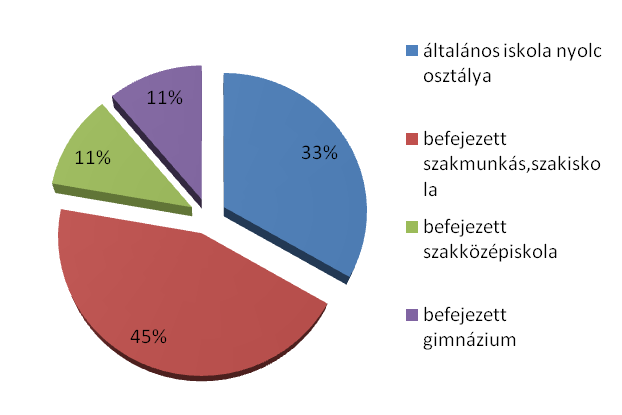 11%
33%
11%
45%
általános iskola nyolc
osztálya
befejezett
szakmunkás,szakisko
la
befejezett
szakközépiskola
befejezett
gimnázium